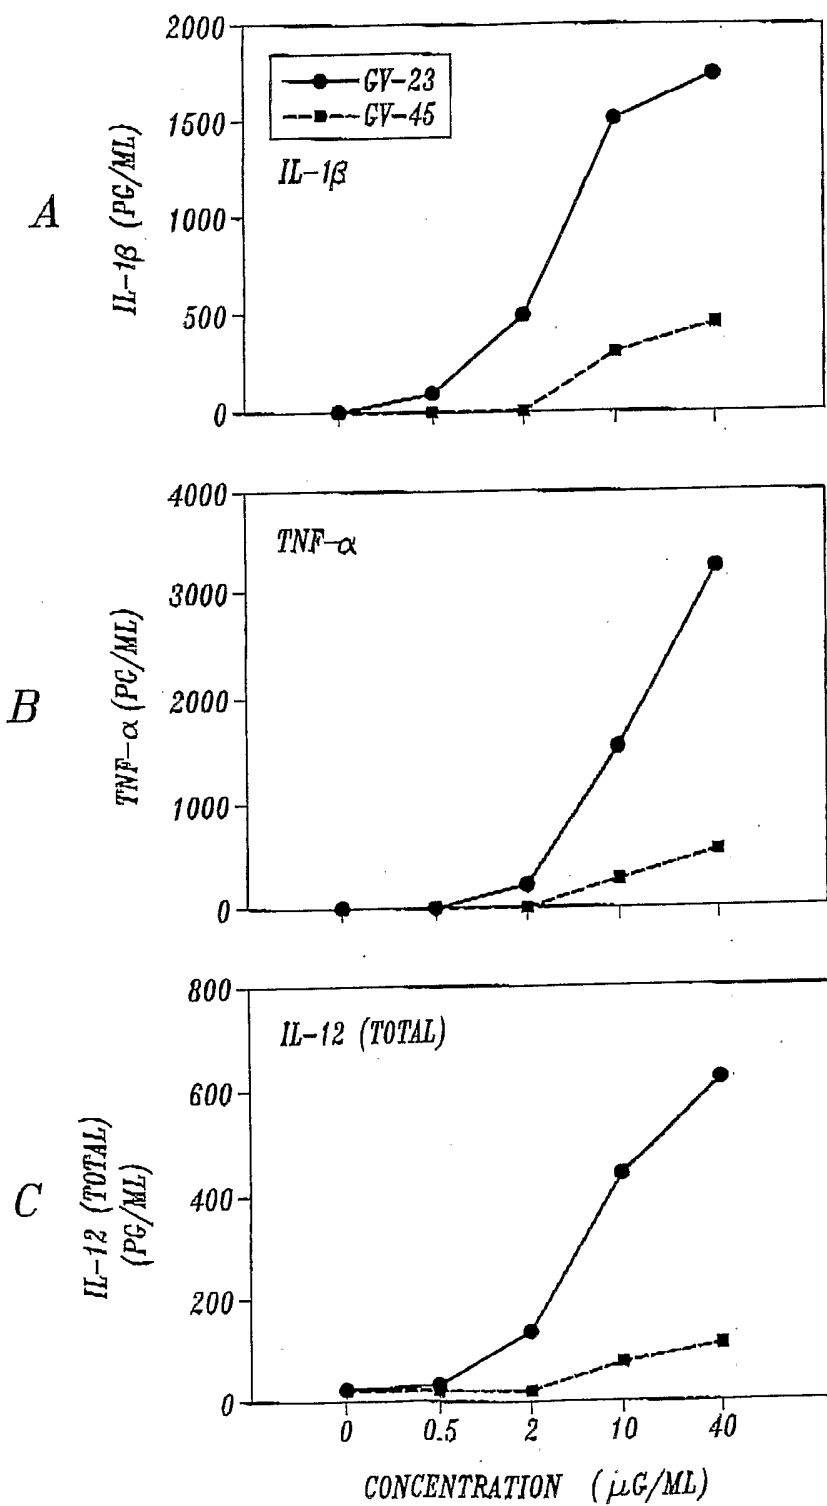 A
IL-1β (PG/ML)
2000
1500
1000
500
0
GV-23
GV-45
IL-1β
B
TNF-α (PG/ML)
4000
3000
2000
1000
0
TNF-α
C
IL-12 (TOTAL)
(PG/ML)
800
600
400
200
0
IL-12 (TOTAL)
0 0.5 2 10 40
CONCENTRATION (μG/ML)